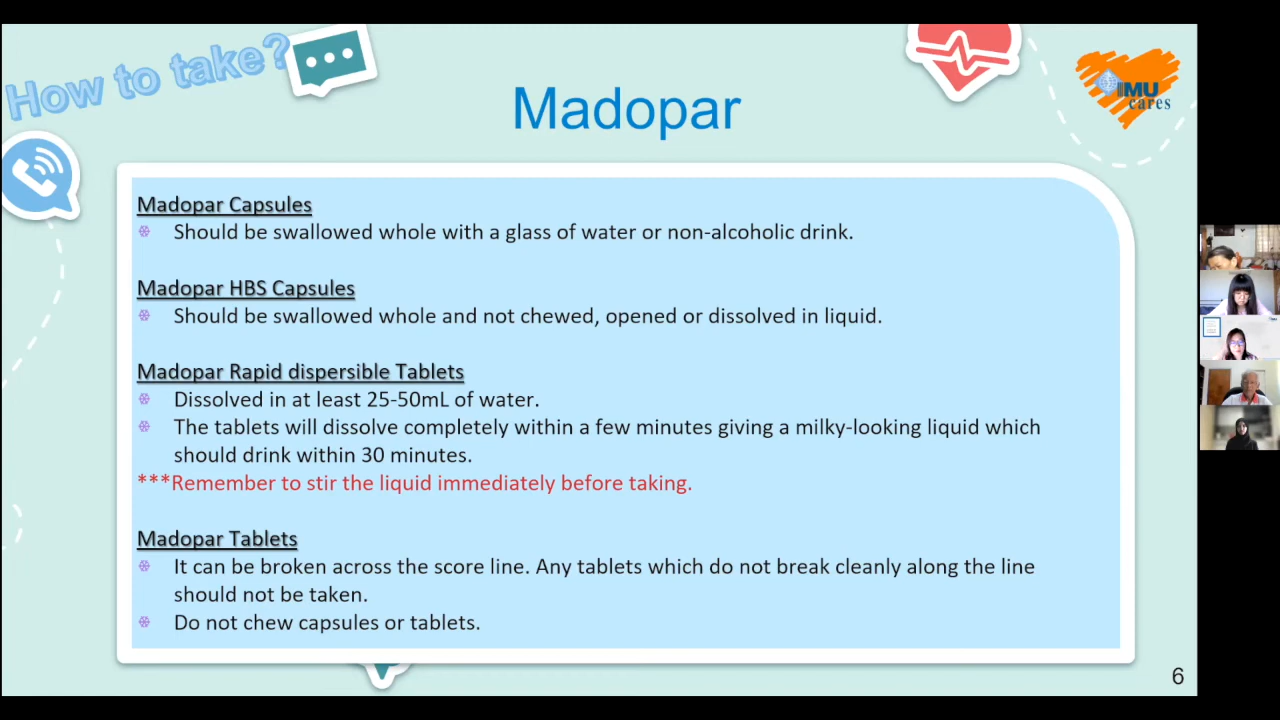 How to take?
Madopar
IMU
cares
Madopar Capsules
Should be swallowed whole with a glass of water or non-alcoholic drink.
Madopar HBS Capsules
Should be swallowed whole and not chewed, opened or dissolved in liquid.
Madopar Rapid dispersible Tablets
Dissolved in at least 25-50mL of water.
The tablets will dissolve completely within a few minutes giving a milky-looking liquid which
should drink within 30 minutes.
***Remember to stir the liquid immediately before taking.
Madopar Tablets
It can be broken across the score line. Any tablets which do not break cleanly along the line
should not be taken.
Do not chew capsules or tablets.
6